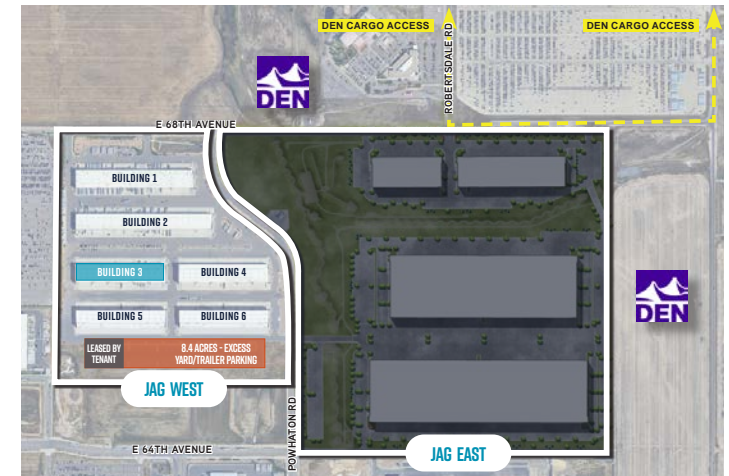 DEN CARGO ACCESS
DEN CARGO ACCESS
ROBERTSDALE RD
DEN
E 68TH AVENUE
BUILDING 1
BUILDING 2
BUILDING 3
BUILDING 4
DEN
BUILDING 5
BUILDING 6
LEASED BY
TENANT
8.4 ACRES - EXCESS
YARD/TRAILER PARKING
JAG WEST
POWHATON RD
E 64TH AVENUE
JAG EAST